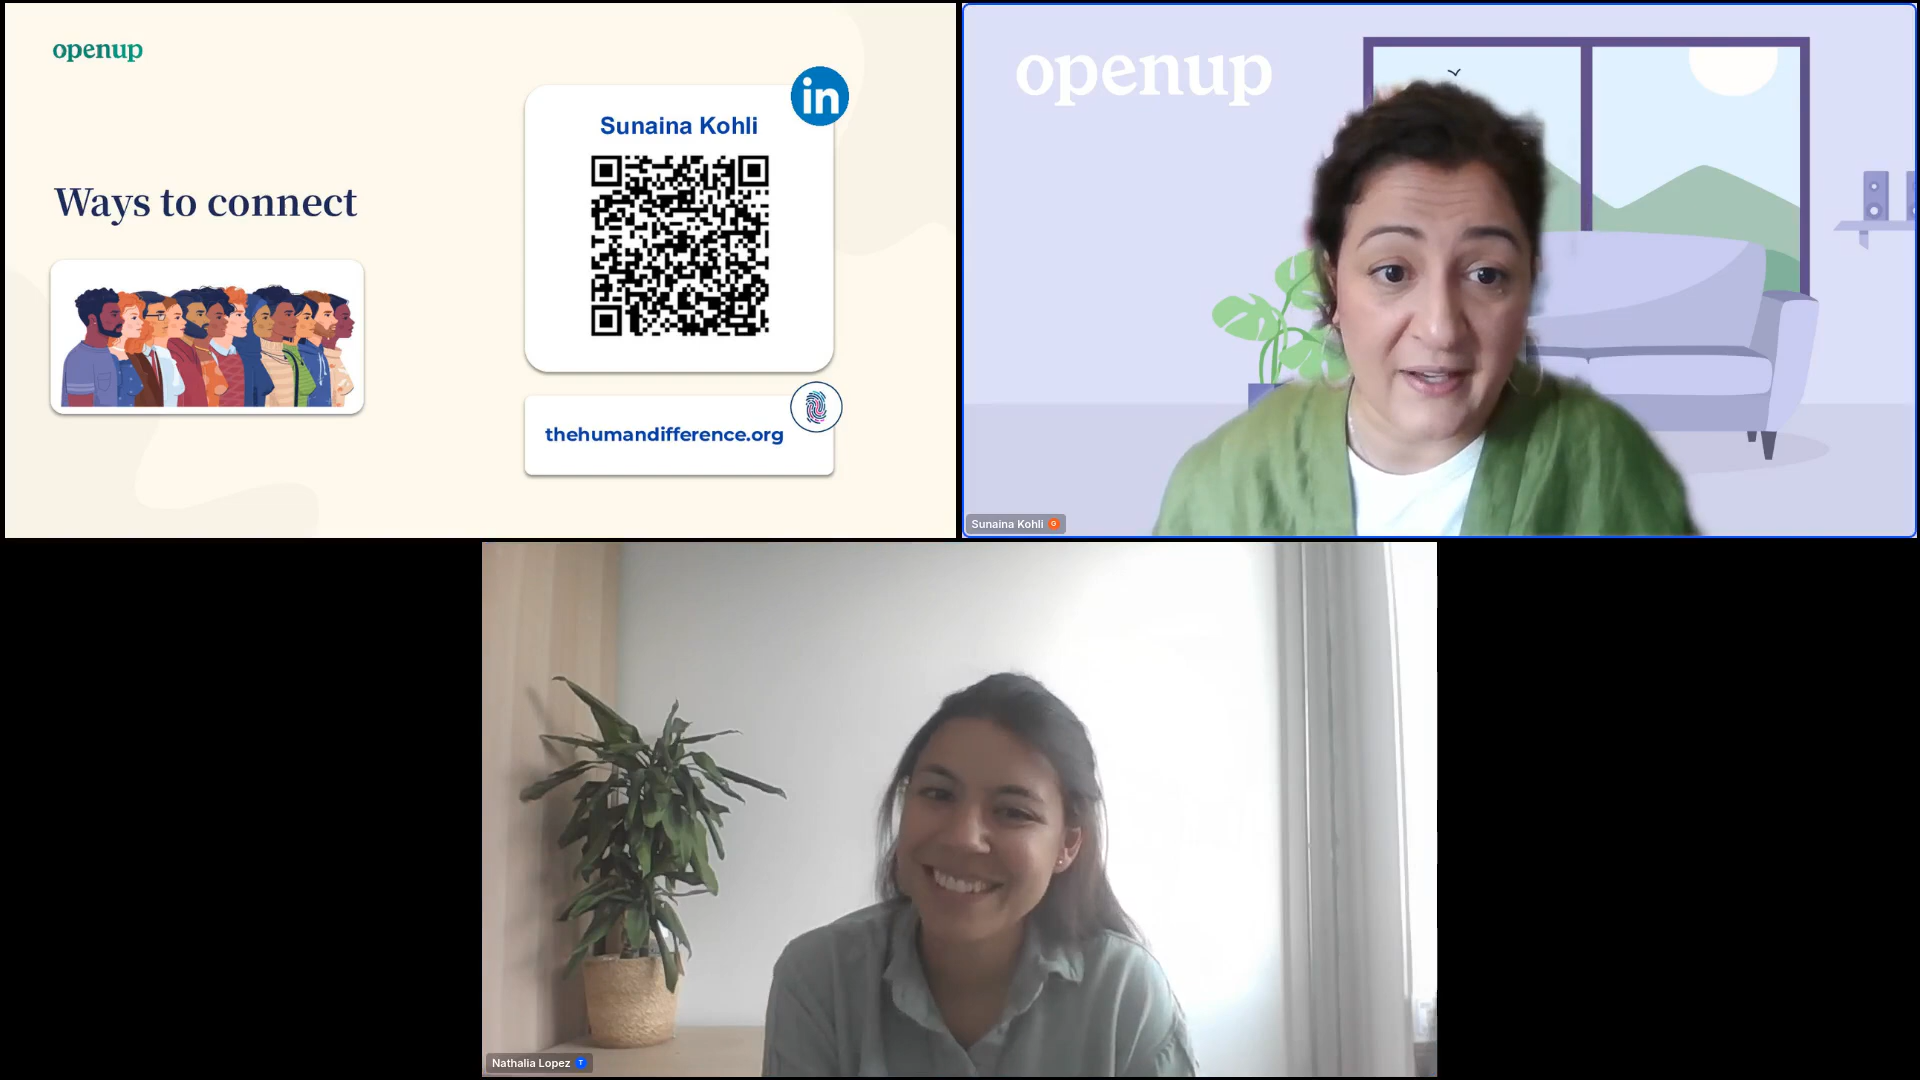 openup
in
Sunaina Kohli
Ways to connect
thehumandifference.org
openup
Sunaina Kohli G
Nathalia Lopez T